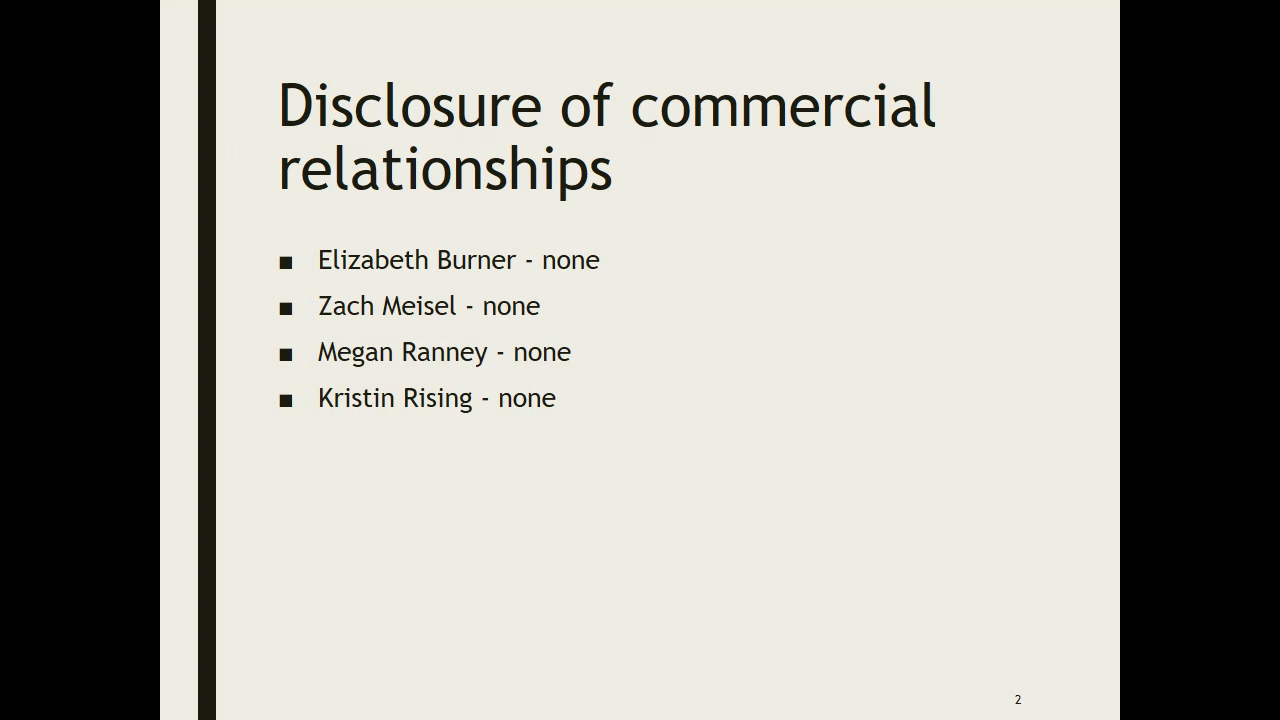 Disclosure of commercial
relationships
■ Elizabeth Burner - none
■ Zach Meisel - none
■ Megan Ranney - none
■ Kristin Rising - none
2